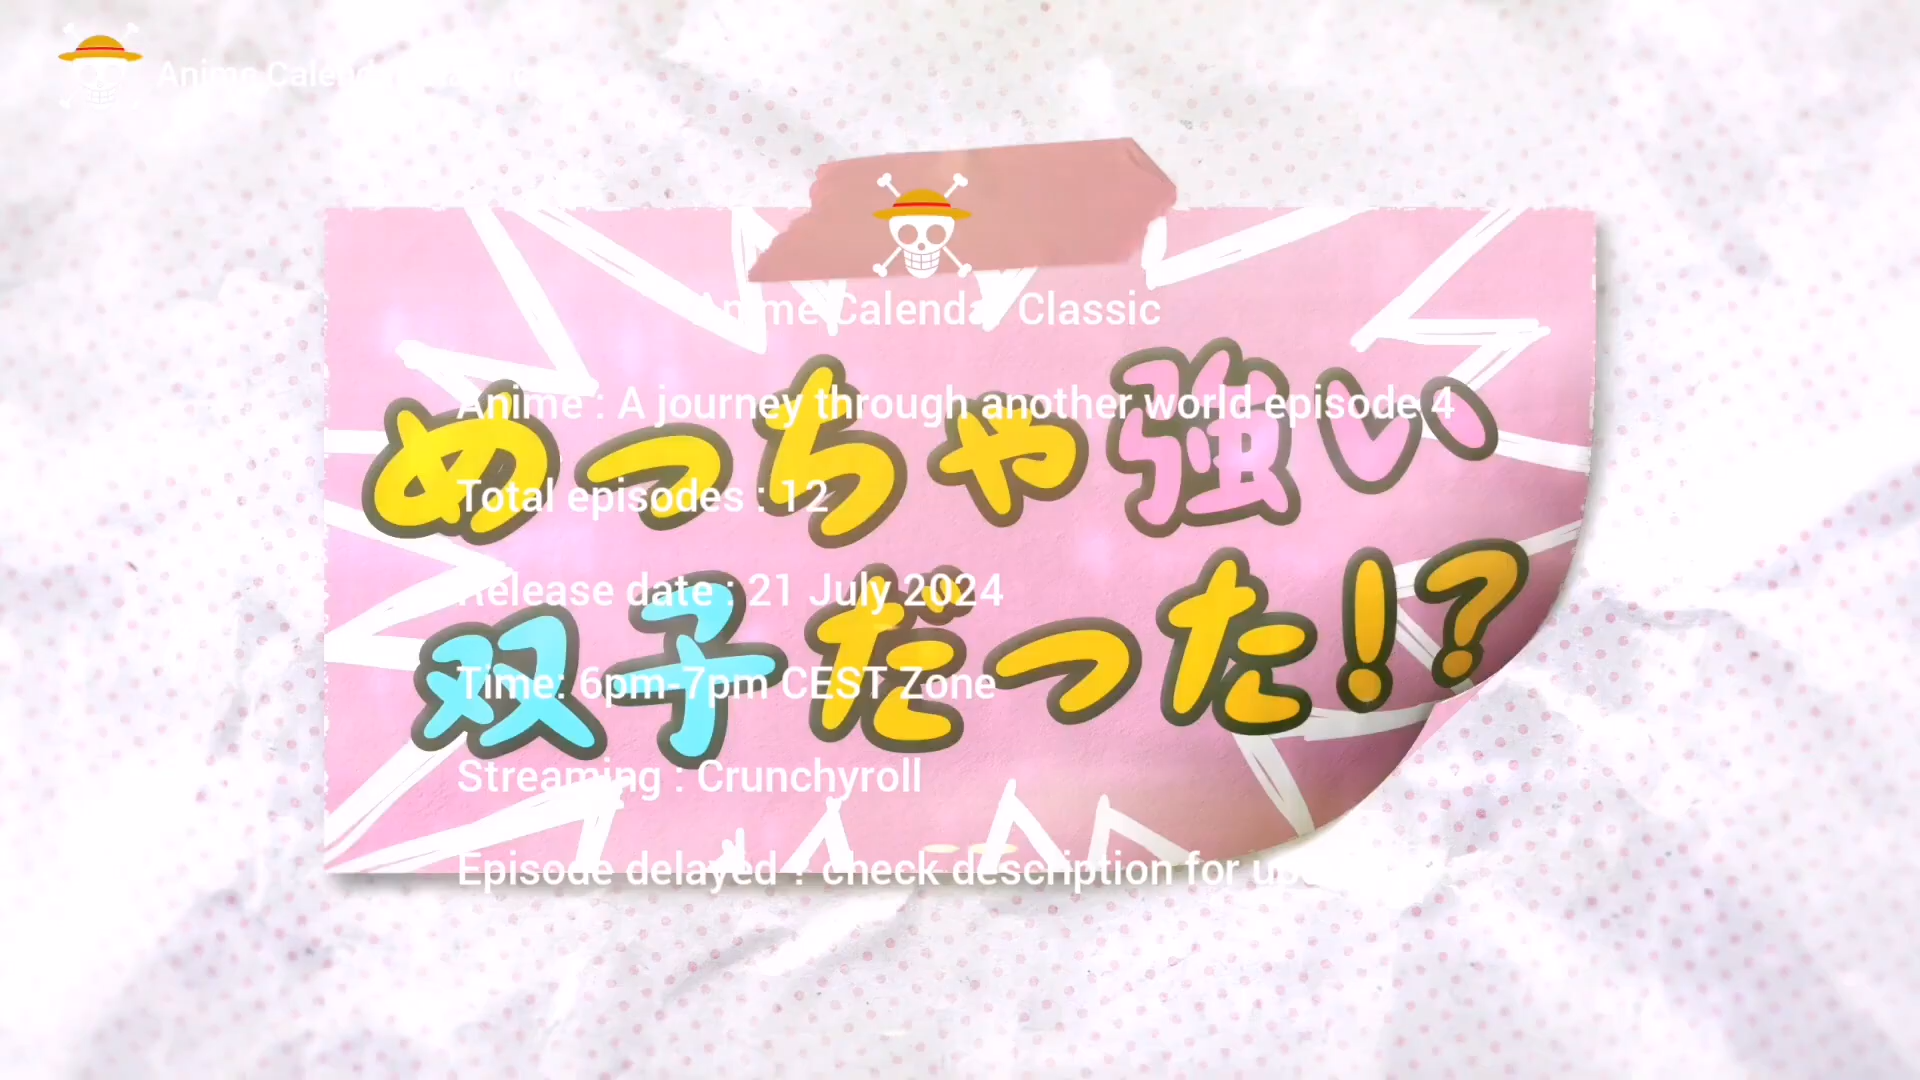 Anime Calendar
Anime Calendar Classic
Anime : A journey through another world episode 4
めっちゃ強い
Total episodes : 12
Release date : 21 July 2024
双子だった!?
Time: 6pm-7pm CEST Zone
Streaming : Crunchyroll
Episode delayed ? check description for